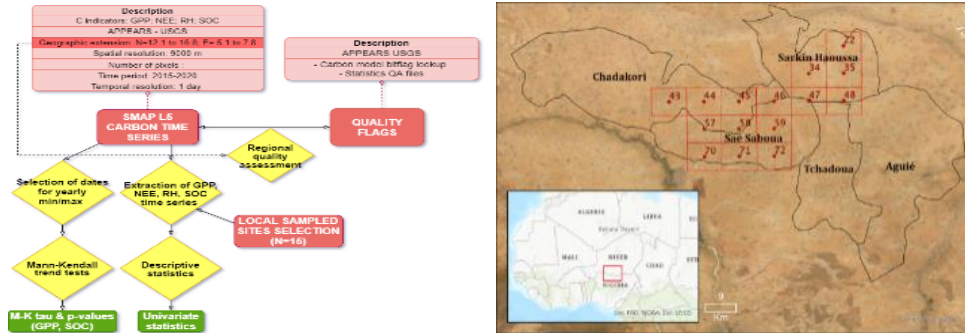 Description
C Indicators: GPP; NEE; RH; SOC
APPEARS - USGS
Geographic extension: N=12.1 to 16.8, E= 5.1 to 7.8
Spatial resolution: 9000 m
Number of pixels :
Time period: 2015-2020
Temporal resolution: 1 day
Description
APPEARS USGS
- Carbon model bitflag lookup
- Statistics QA files
SMAP L5
CARBON TIME
SERIES
QUALITY
FLAGS
Regional
quality
assessment
Selection of dates
for yearly
min/max
Extraction of GPP,
NEE, RH, SOC
time series
LOCAL SAMPLED
SITES SELECTION
(N=15)
Mann-Kendall
trend tests
Descriptive
statistics
M-K tau & p-values
(GPP, SOC)
Univariate
statistics
22
Sarkin Haoussa
34 35
Chadakori
43 44 45 46 47 48
57 58 59
Sae Saboua
70 71 72
Tchadoua
Aguié
ALGERIA
LIBYA
MALI
NIGER
CHAD
NIGERIA
9
Km